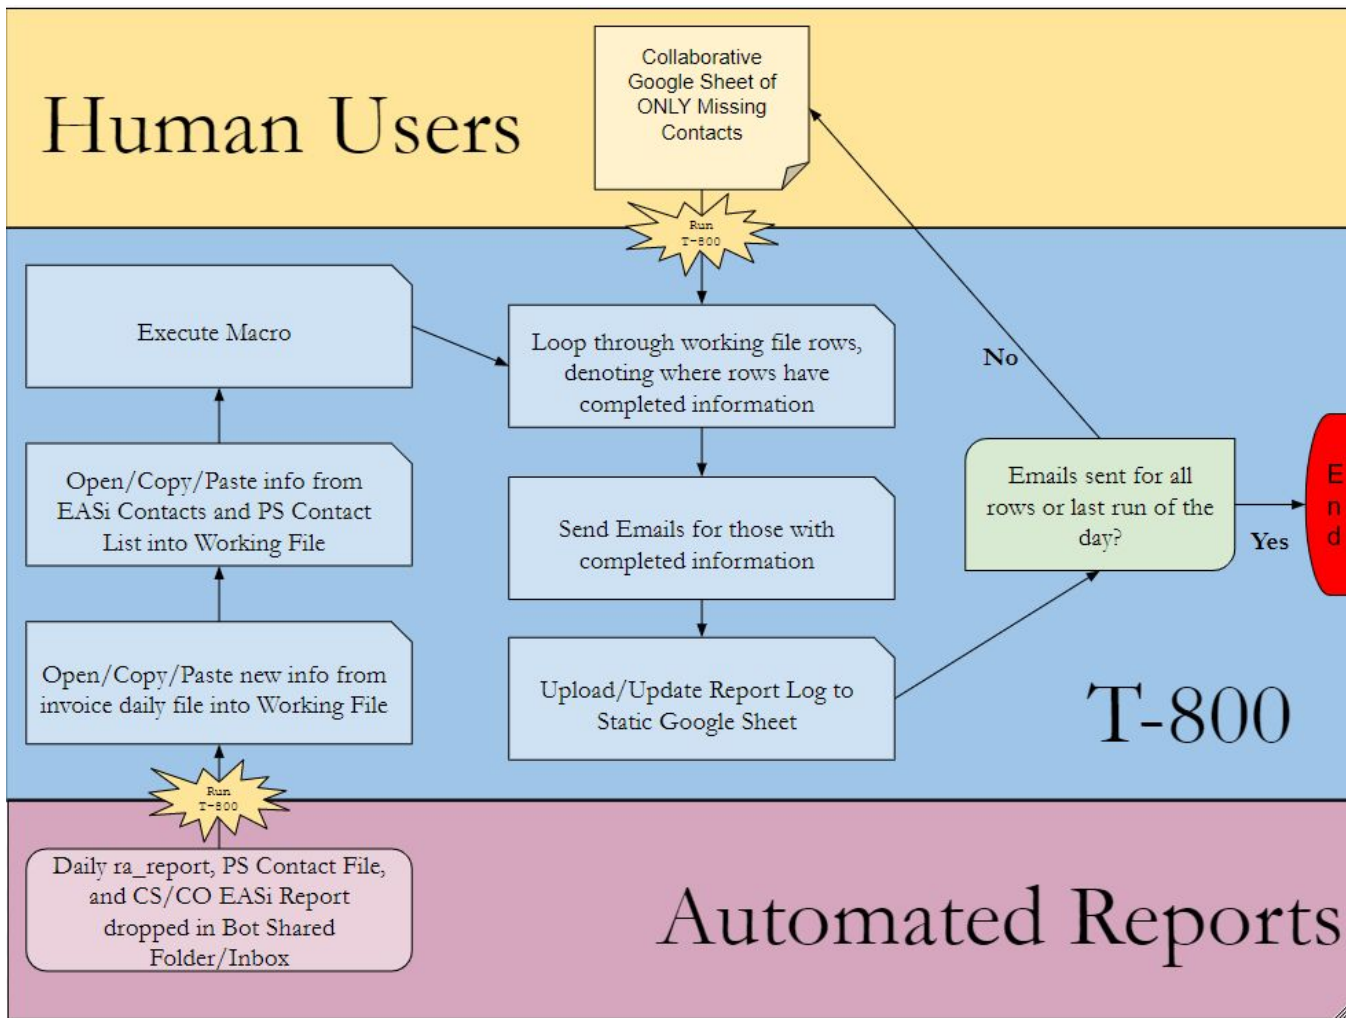 Human Users
Collaborative
Google Sheet of
ONLY Missing
Contacts
Run
T-800
Execute Macro
Loop through working file rows,
denoting where rows have
completed information
No
Open/Copy/Paste info from
EASi Contacts and PS Contact
List into Working File
Send Emails for those with
completed information
Emails sent for all
rows or last run of the
day?
Yes
E
n
d
Open/Copy/Paste new info from
invoice daily file into Working File
Upload/Update Report Log to
Static Google Sheet
T-800
Run
T-800
Daily ra_report, PS Contact File,
and CS/CO EASi Report
dropped in Bot Shared
Folder/Inbox
Automated Reports